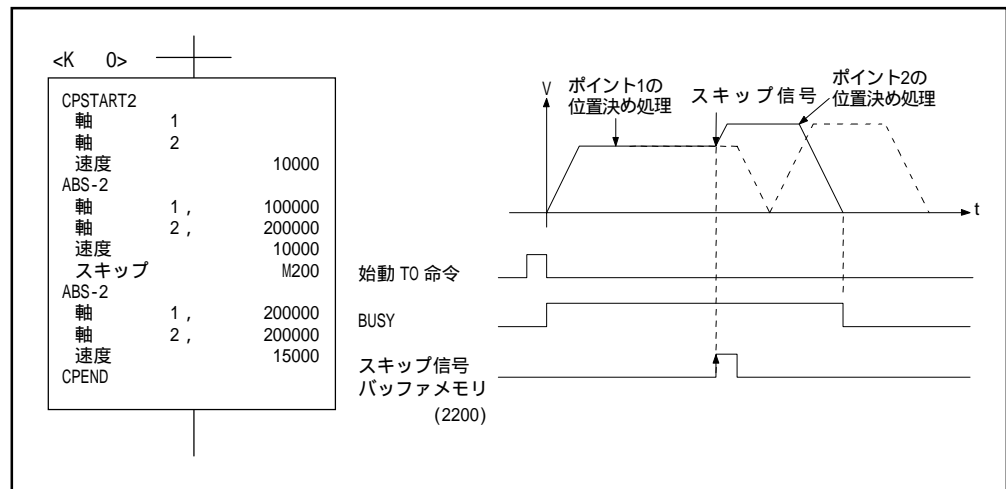 <K 0>
CPSTART2
軸 1
軸 2
速度 10000
ABS-2
軸 1, 100000
軸 2, 200000
速度 10000
スキップ M200
ABS-2
軸 1, 200000
軸 2, 200000
速度 15000
CPEND
V
ポイント1の
位置決め処理
スキップ信号
ポイント2の
位置決め処理
t
始動 TO 命令
BUSY
スキップ信号
バッファメモリ
(2200)